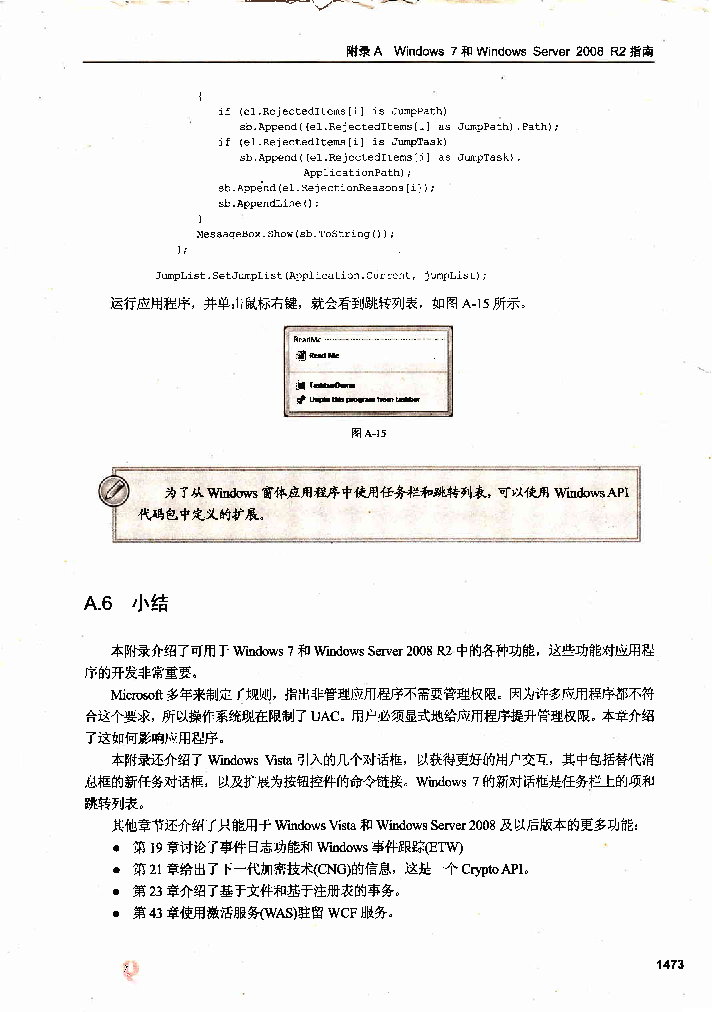 附录 A Windows 7 和 Windows Server 2008 R2 指南
{
if (el.RejectedItems[i] is JumpPath)
sb.Append((el.RejectedItems[i] as JumpPath).Path);
if (el.RejectedItems[i] is JumpTask)
sb.Append((el.RejectedItems[i] as JumpTask).
ApplicationPath);
sb.Append(el.RejectionReasons[i]);
sb.AppendLine();
}
MessageBox.Show(sb.ToString());
};
JumpList.SetJumpList(Application.Current, jumpList);
运行应用程序，并单击鼠标右键，就会看到跳转列表，如图 A-15 所示。
ReadMe
Read Me
TaskbarDemo
Unpin this program from taskbar
图 A-15
为了从 Windows 窗体应用程序中使用任务栏和跳转列表，可以使用 Windows API
代码包中定义的扩展。
A.6 小结
本附录介绍了可用于 Windows 7 和 Windows Server 2008 R2 中的各种功能，这些功能对应用程
序的开发非常重要。
Microsoft 多年来制定了规则，指出非管理应用程序不需要管理权限。因为许多应用程序都不符
合这个要求，所以操作系统现在限制了 UAC。用户必须显式地给应用程序提升管理权限。本章介绍
了这如何影响应用程序。
本附录还介绍了 Windows Vista 引入的几个对话框，以获得更好的用户交互，其中包括替代消
息框的新任务对话框，以及扩展为按钮控件的命令链接。Windows 7 的新对话框是任务栏上的项和
跳转列表。
其他章节还介绍了只能用于 Windows Vista 和 Windows Server 2008 及以后版本的更多功能：
● 第 19 章讨论了事件日志功能和 Windows 事件跟踪(ETW)
● 第 21 章给出了下一代加密技术(CNG)的信息，这是一个 Crypto API。
● 第 23 章介绍了基于文件和基于注册表的事务。
● 第 43 章使用激活服务(WAS)驻留 WCF 服务。
1473